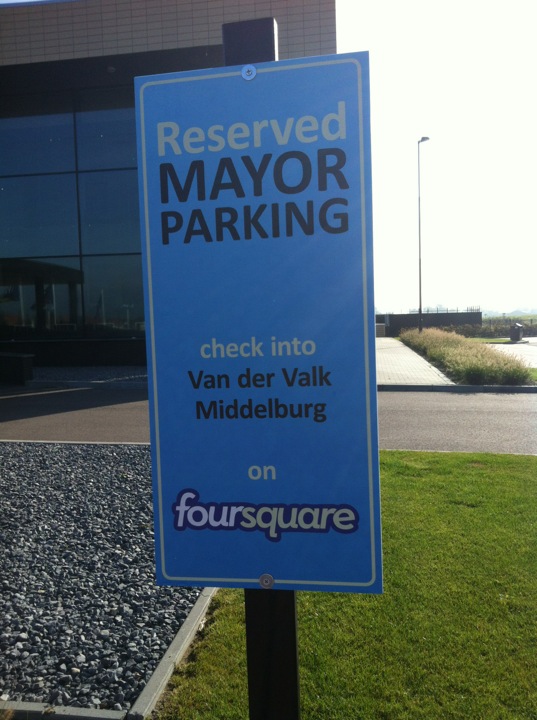 Reserved
MAYOR
PARKING
check into
Van der Valk
Middelburg
on
foursquare